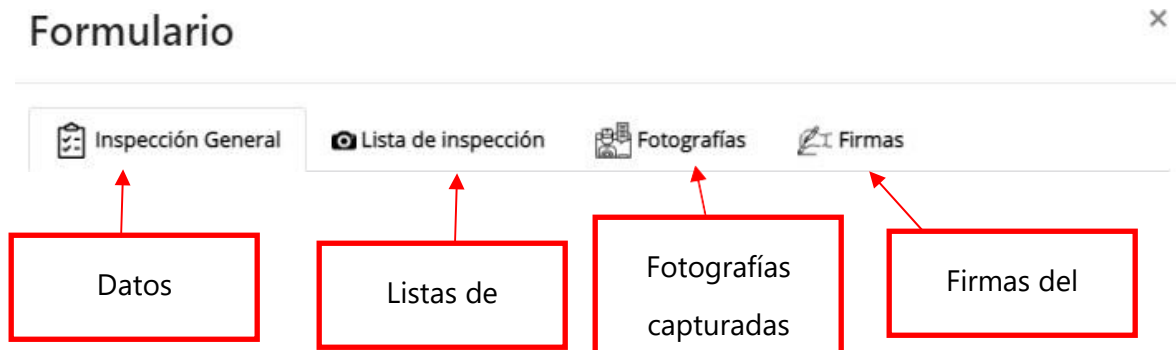 Formulario
×
Inspección General Lista de inspección Fotografías Firmas
Datos
Listas de
Fotografías
capturadas
Firmas del